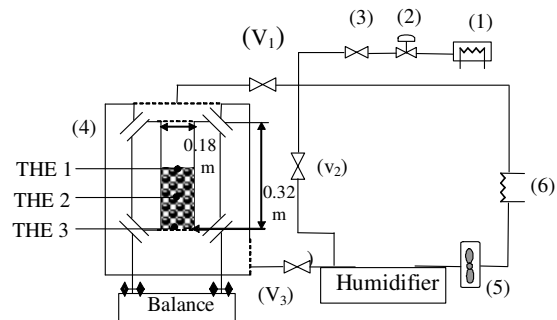 (3)
(2)
(1)
(V1)
(4)
0.18
m
THE 1
(v2)
(6)
THE 2
0.32
m
THE 3
Humidifier
(V3)
(5)
Balance